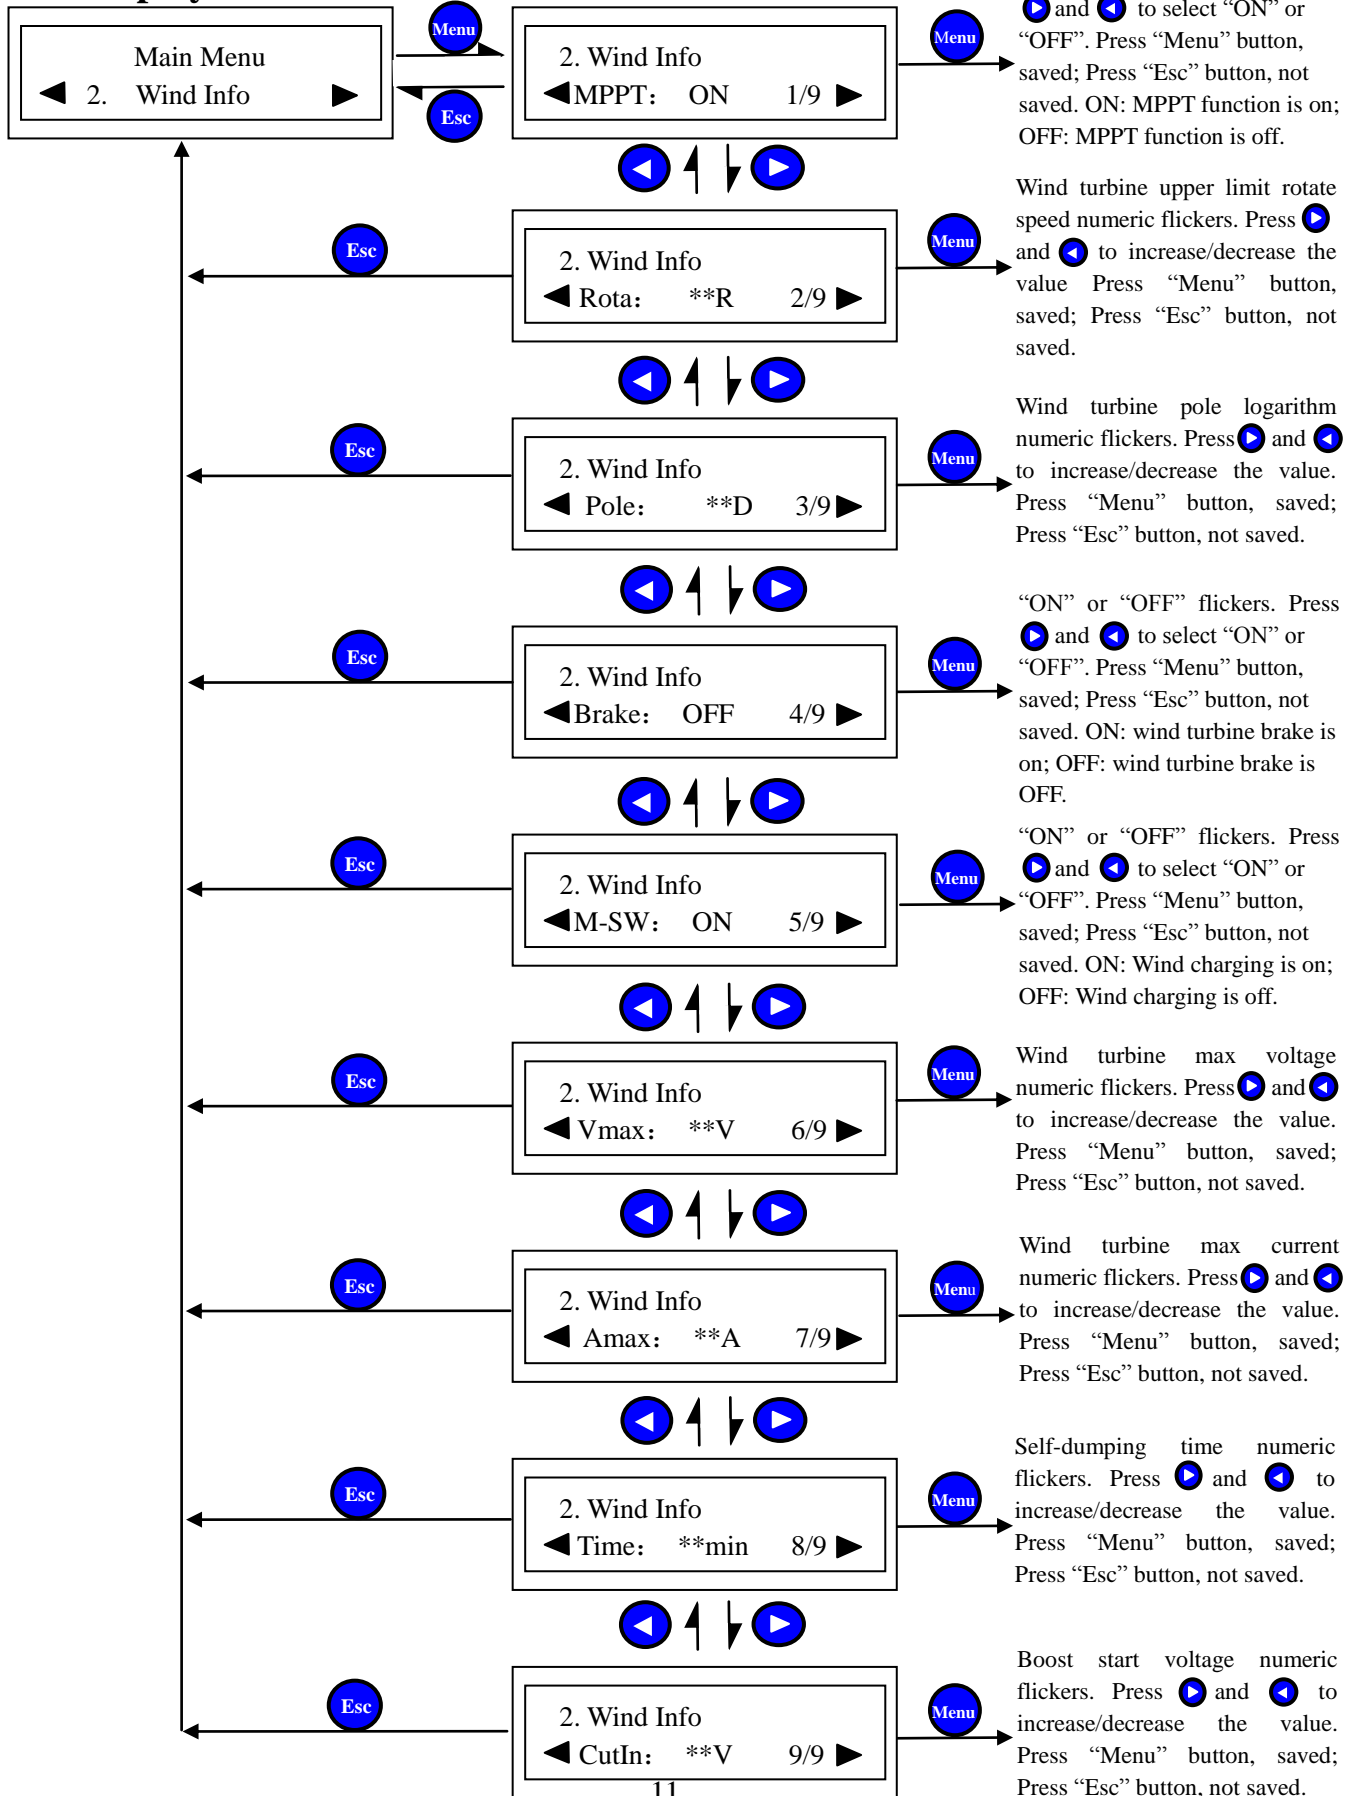 Main Menu
2. Wind Info
Menu
Esc
2. Wind Info
MPPT： ON 1/9
Menu
and to select “ON” or
“OFF”. Press “Menu” button,
saved; Press “Esc” button, not
saved. ON: MPPT function is on;
OFF: MPPT function is off.
Esc
2. Wind Info
Rota： **R 2/9
Menu
Wind turbine upper limit rotate
speed numeric flickers. Press
and to increase/decrease the
value Press “Menu” button,
saved; Press “Esc” button, not
saved.
Esc
2. Wind Info
Pole： **D 3/9
Menu
Wind turbine pole logarithm
numeric flickers. Press and
to increase/decrease the value.
Press “Menu” button, saved;
Press “Esc” button, not saved.
Esc
2. Wind Info
Brake： OFF 4/9
Menu
“ON” or “OFF” flickers. Press
and to select “ON” or
“OFF”. Press “Menu” button,
saved; Press “Esc” button, not
saved. ON: wind turbine brake is
on; OFF: wind turbine brake is
OFF.
Esc
2. Wind Info
M-SW： ON 5/9
Menu
“ON” or “OFF” flickers. Press
and to select “ON” or
“OFF”. Press “Menu” button,
saved; Press “Esc” button, not
saved. ON: Wind charging is on;
OFF: Wind charging is off.
Esc
2. Wind Info
Vmax： **V 6/9
Menu
Wind turbine max voltage
numeric flickers. Press and
to increase/decrease the value.
Press “Menu” button, saved;
Press “Esc” button, not saved.
Esc
2. Wind Info
Amax： **A 7/9
Menu
Wind turbine max current
numeric flickers. Press and
to increase/decrease the value.
Press “Menu” button, saved;
Press “Esc” button, not saved.
Esc
2. Wind Info
Time： **min 8/9
Menu
Self-dumping time numeric
flickers. Press and to
increase/decrease the value.
Press “Menu” button, saved;
Press “Esc” button, not saved.
Esc
2. Wind Info
CutIn： **V 9/9
Menu
Boost start voltage numeric
flickers. Press and to
increase/decrease the value.
Press “Menu” button, saved;
Press “Esc” button, not saved.
11